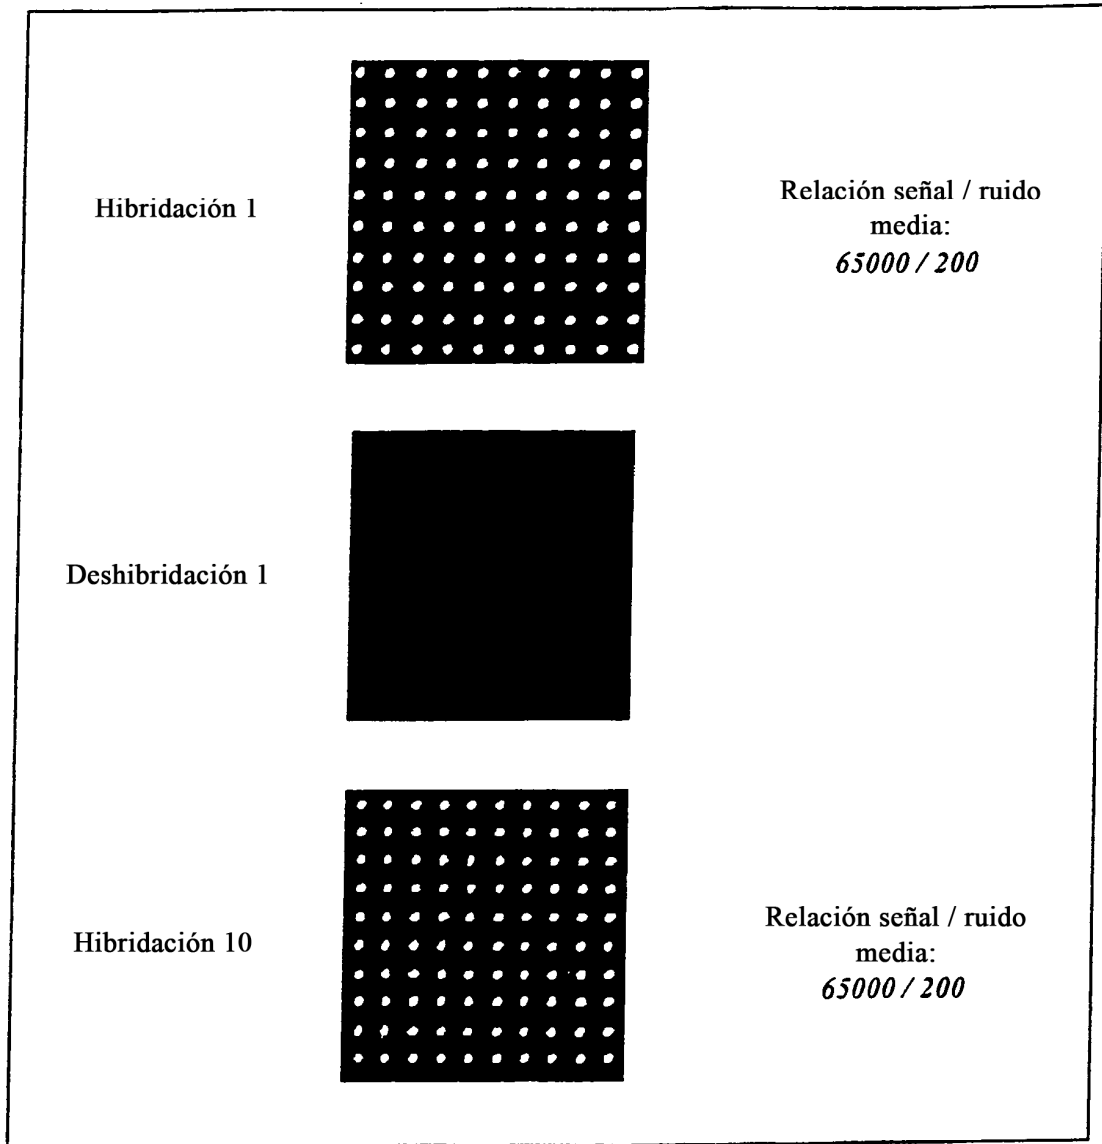 Hibridación 1
Relación señal / ruido
media:
65000 / 200
Deshibridación 1
Hibridación 10
Relación señal / ruido
media:
65000 / 200